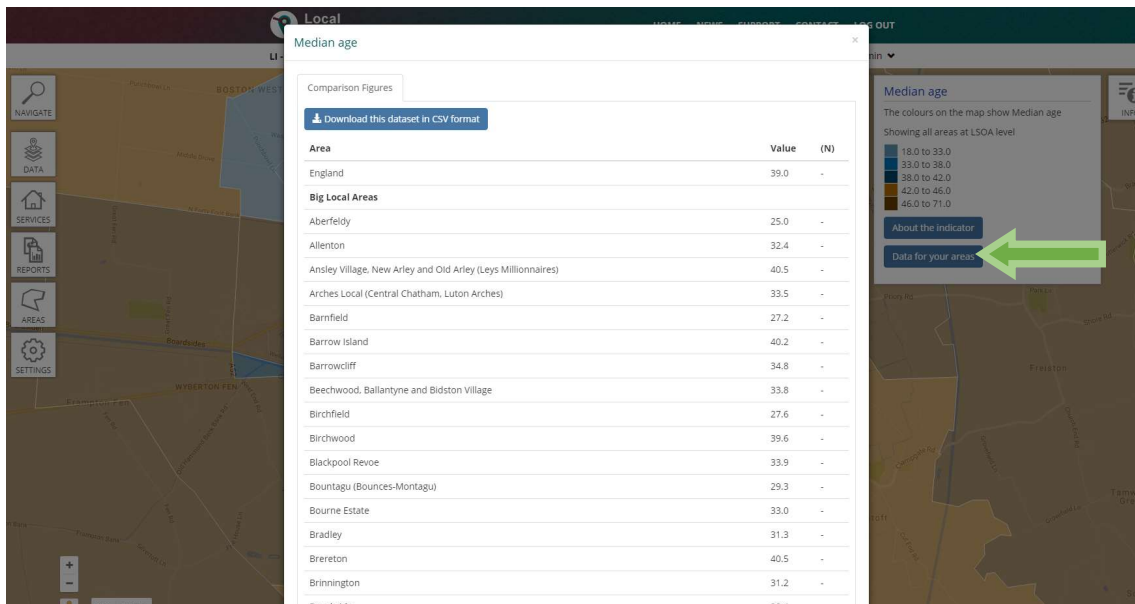 Local
HOME NEWS SUPPORT CONTACT LOG OUT
LI -
min
Median age
×
Comparison Figures
Download this dataset in CSV format
Area Value (N)
England 39.0 -
Big Local Areas
Aberfeldy 25.0 -
Allenton 32.4 -
Ansley Village, New Arley and Old Arley (Leys Millionnaires) 40.5 -
Arches Local (Central Chatham, Luton Arches) 33.5 -
Barnfield 27.2 -
Barrow Island 40.2 -
Barrowcliff 34.8 -
Beechwood, Ballantyne and Bidston Village 33.8 -
Birchfield 27.6 -
Birchwood 39.6 -
Blackpool Revoe 33.9 -
Bountagu (Bounces-Montagu) 29.3 -
Bourne Estate 33.0 -
Bradley 31.3 -
Brereton 40.5 -
Brinnington 31.2 -
NAVIGATE
DATA
SERVICES
REPORTS
AREAS
SETTINGS
BOSTON WEST
Boardsides
WYBERTON FEN
Frampton Fen
+
-
Median age
The colours on the map show Median age
Showing all areas at LSOA level
18.0 to 33.0
33.0 to 38.0
38.0 to 42.0
42.0 to 46.0
46.0 to 71.0
About the indicator
Data for your areas
Freiston